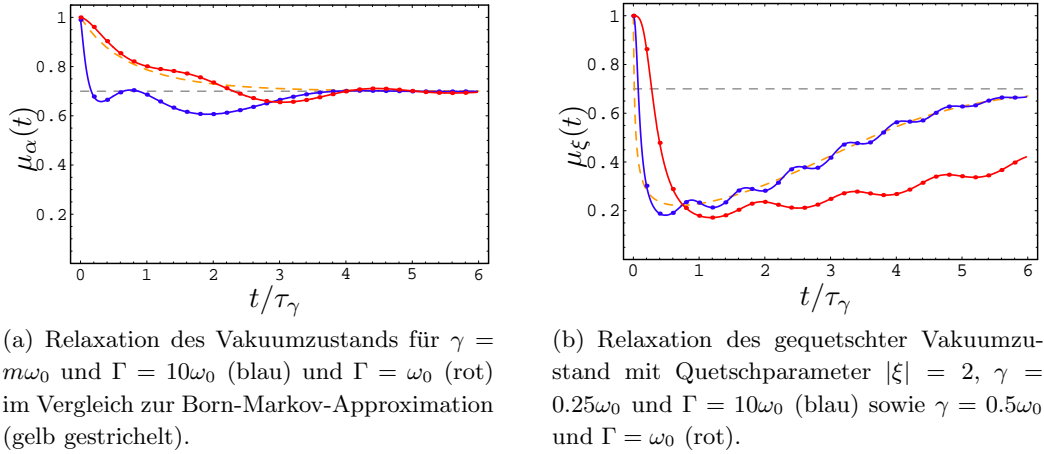 1
0.8
0.6
0.4
0.2
μα(t)
0 1 2 3 4 5 6
t/τγ
(a) Relaxation des Vakuumzustands für γ =
mω0 und Γ = 10ω0 (blau) und Γ = ω0 (rot)
im Vergleich zur Born-Markov-Approximation
(gelb gestrichelt).
1
0.8
0.6
0.4
0.2
μξ(t)
0 1 2 3 4 5 6
t/τγ
(b) Relaxation des gequetschter Vakuumzu-
stand mit Quetschparameter |ξ| = 2, γ =
0.25ω0 und Γ = 10ω0 (blau) sowie γ = 0.5ω0
und Γ = ω0 (rot).